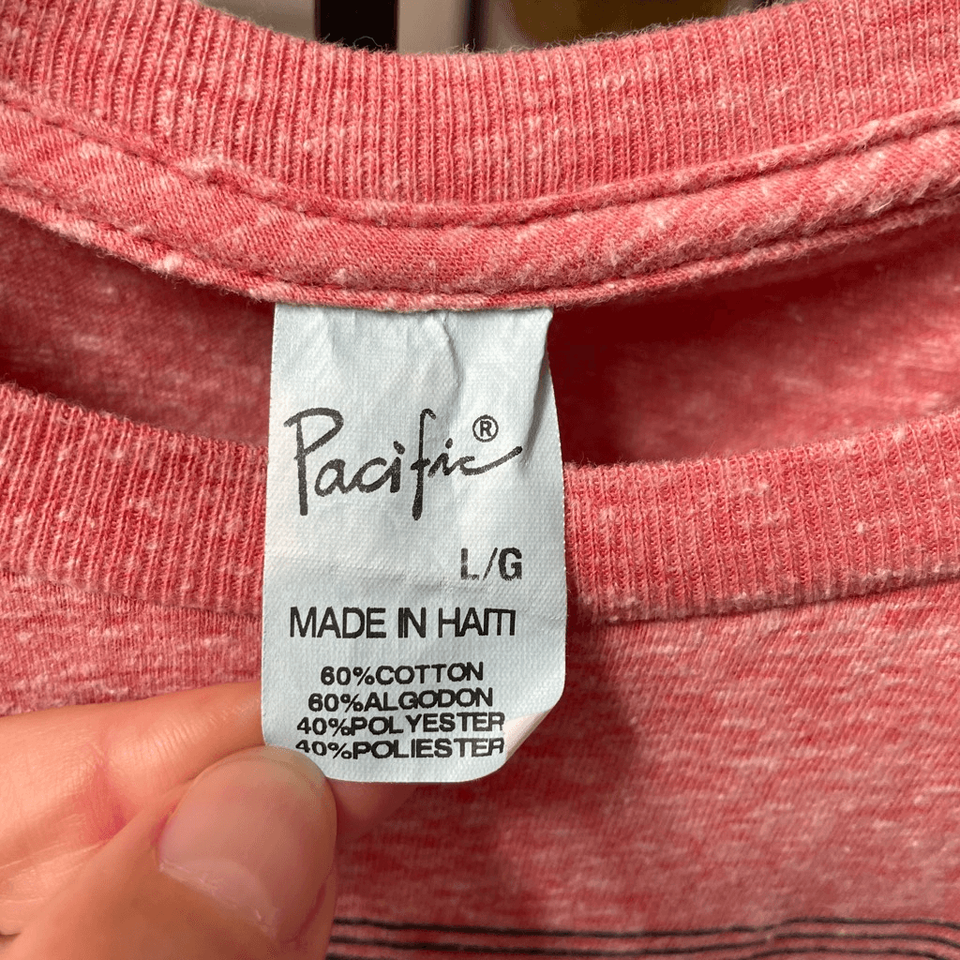 Pacific®
L/G
MADE IN HAITI
60%COTTON
60%ALGODON
40%POLYESTER
40%POLIESTER